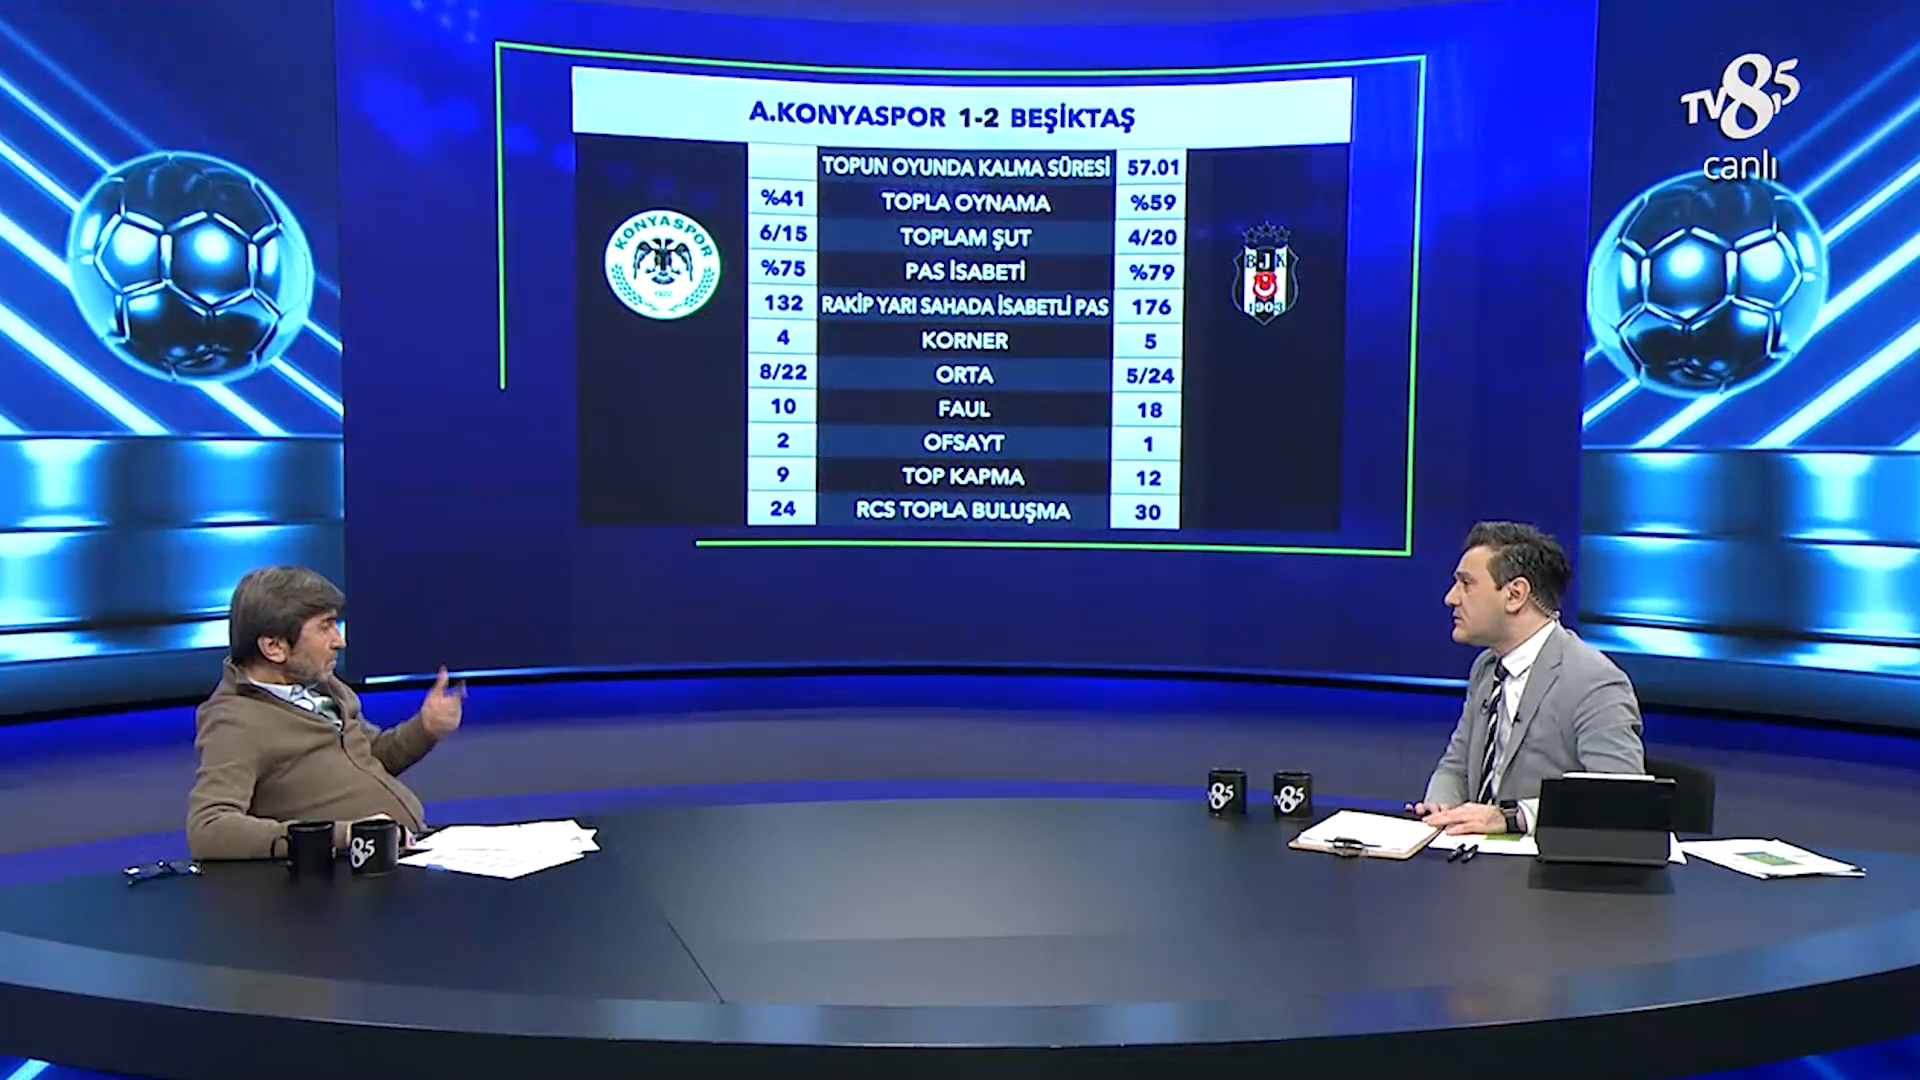 TV8,5
canlı
A.KONYASPOR 1-2 BEŞİKTAŞ
TOPUN OYUNDA KALMA SÜRESİ 57.01
%41 TOPLA OYNAMA %59
6/15 TOPLAM ŞUT 4/20
%75 PAS İSABETİ %79
132 RAKİP YARI SAHADA İSABETLİ PAS 176
4 KORNER 5
8/22 ORTA 5/24
10 FAUL 18
2 OFSAYT 1
9 TOP KAPMA 12
24 RCS TOPLA BULUŞMA 30
KONYASPOR
1922
BJK
1903
8,5
TV8,5
TV8,5